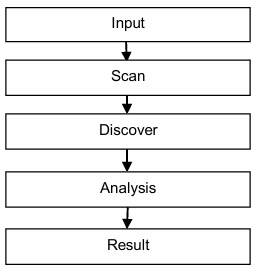 Input
Scan
Discover
Analysis
Result